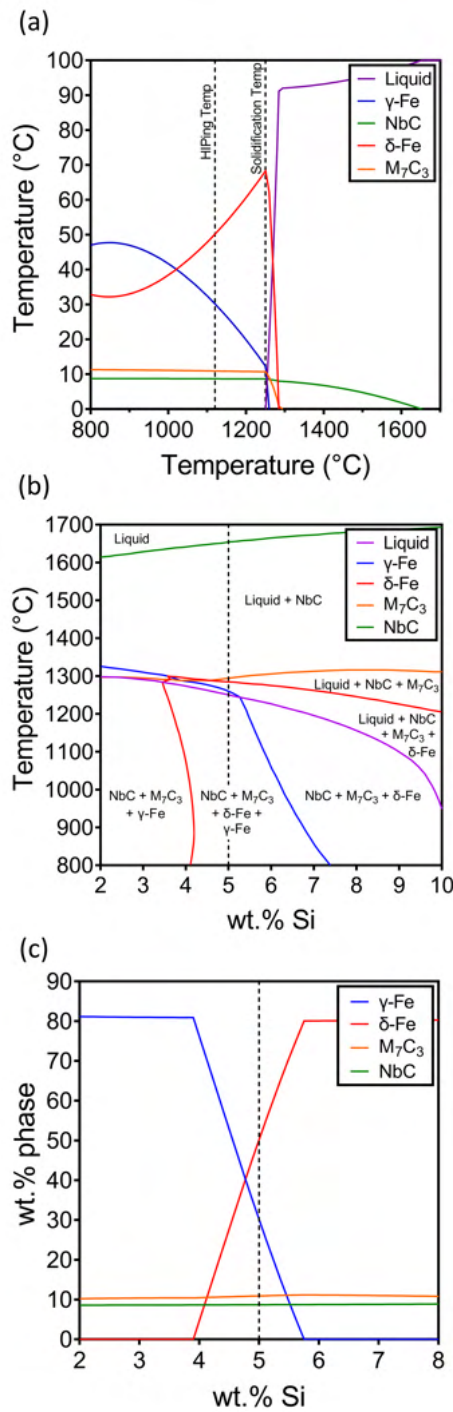 (a)
Temperature (°C)
100
90
80
70
60
50
40
30
20
10
0
HIPing Temp
Solidification Temp
Liquid
γ-Fe
NbC
δ-Fe
M₇C₃
800
1000
1200
1400
1600
Temperature (°C)
(b)
Temperature (°C)
1700
1600
1500
1400
1300
1200
1100
1000
900
800
Liquid
Liquid
γ-Fe
δ-Fe
M₇C₃
NbC
Liquid + NbC
Liquid + NbC + M₇C₃
Liquid + NbC
+ M₇C₃ +
δ-Fe
NbC + M₇C₃
+ γ-Fe
NbC + M₇C₃
+ δ-Fe +
γ-Fe
NbC + M₇C₃ + δ-Fe
2
3
4
5
6
7
8
9
10
wt.% Si
(c)
wt.% phase
90
80
70
60
50
40
30
20
10
0
γ-Fe
δ-Fe
M₇C₃
NbC
2
3
4
5
6
7
8
wt.% Si